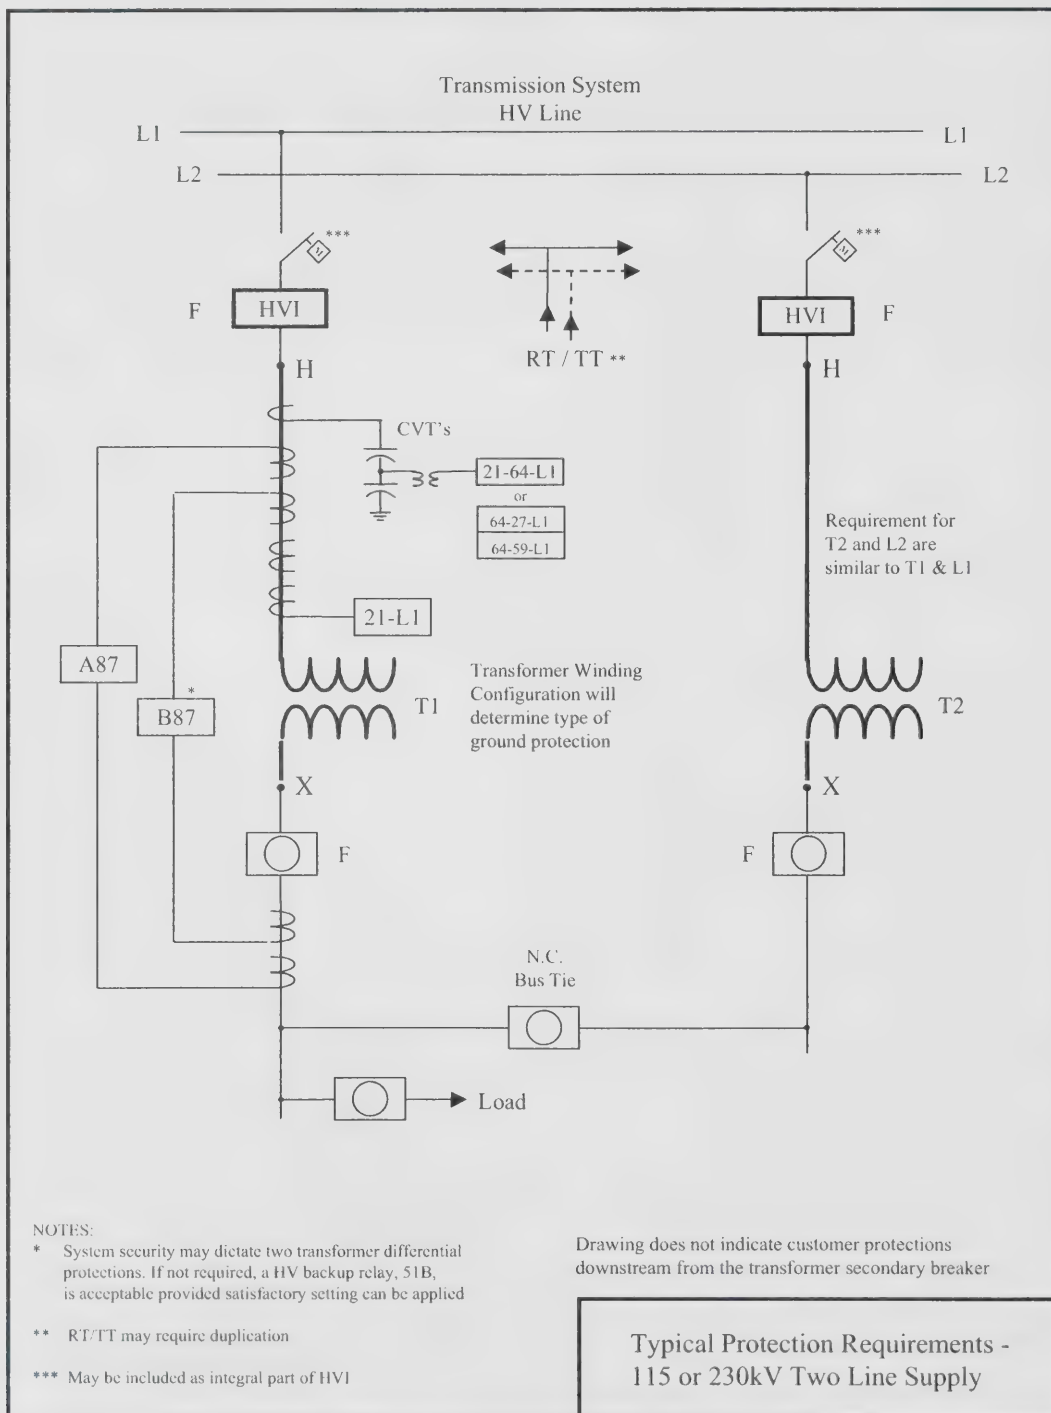 Transmission System
HV Line
L1
L1
L2
L2
***
M
***
M
F
HVI
HVI
F
RT / TT **
H
H
CVT's
21-64-L1
or
64-27-L1
64-59-L1
Requirement for
T2 and L2 are
similar to T1 & L1
21-L1
A87
*
B87
T1
Transformer Winding
Configuration will
determine type of
ground protection
T2
X
X
F
F
N.C.
Bus Tie
Load
NOTES:
* System security may dictate two transformer differential
protections. If not required, a HV backup relay, 51B,
is acceptable provided satisfactory setting can be applied
** RT/TT may require duplication
*** May be included as integral part of HVI
Drawing does not indicate customer protections
downstream from the transformer secondary breaker
Typical Protection Requirements -
115 or 230kV Two Line Supply